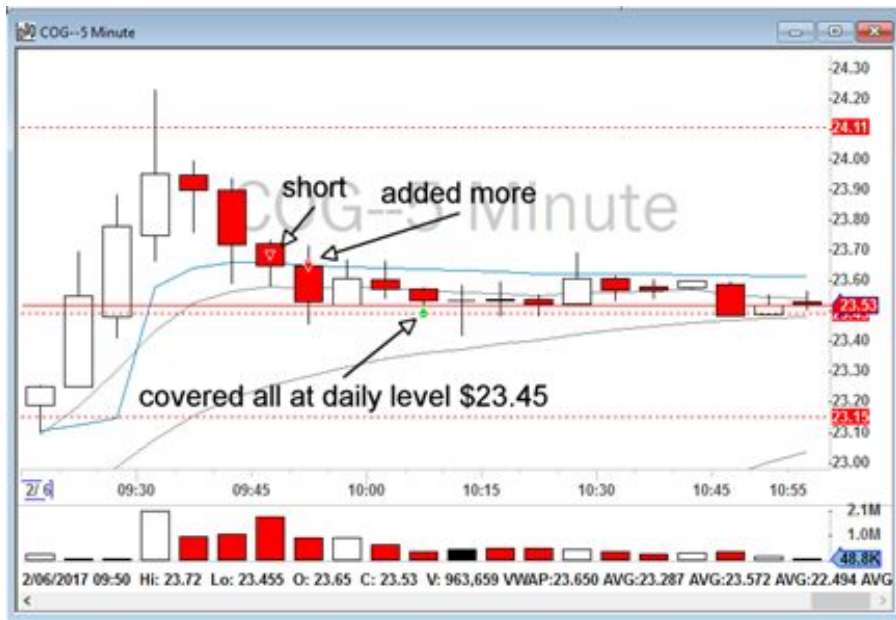 COG--5 Minute
COG--5 Minute
24.30
24.20
24.11
24.00
23.90
short
added more
23.80
23.70
23.60
23.53
23.40
covered all at daily level $23.45
23.30
23.20
23.15
23.10
23.00
2/ 6 09:30 09:45 10:00 10:15 10:30 10:45 10:55
2.1M
1.0M
48.8K
2/06/2017 09:50 Hi: 23.72 Lo: 23.455 O: 23.65 C: 23.53 V: 963,659 VWAP:23.650 AVG:23.287 AVG:23.572 AVG:22.494 AVG